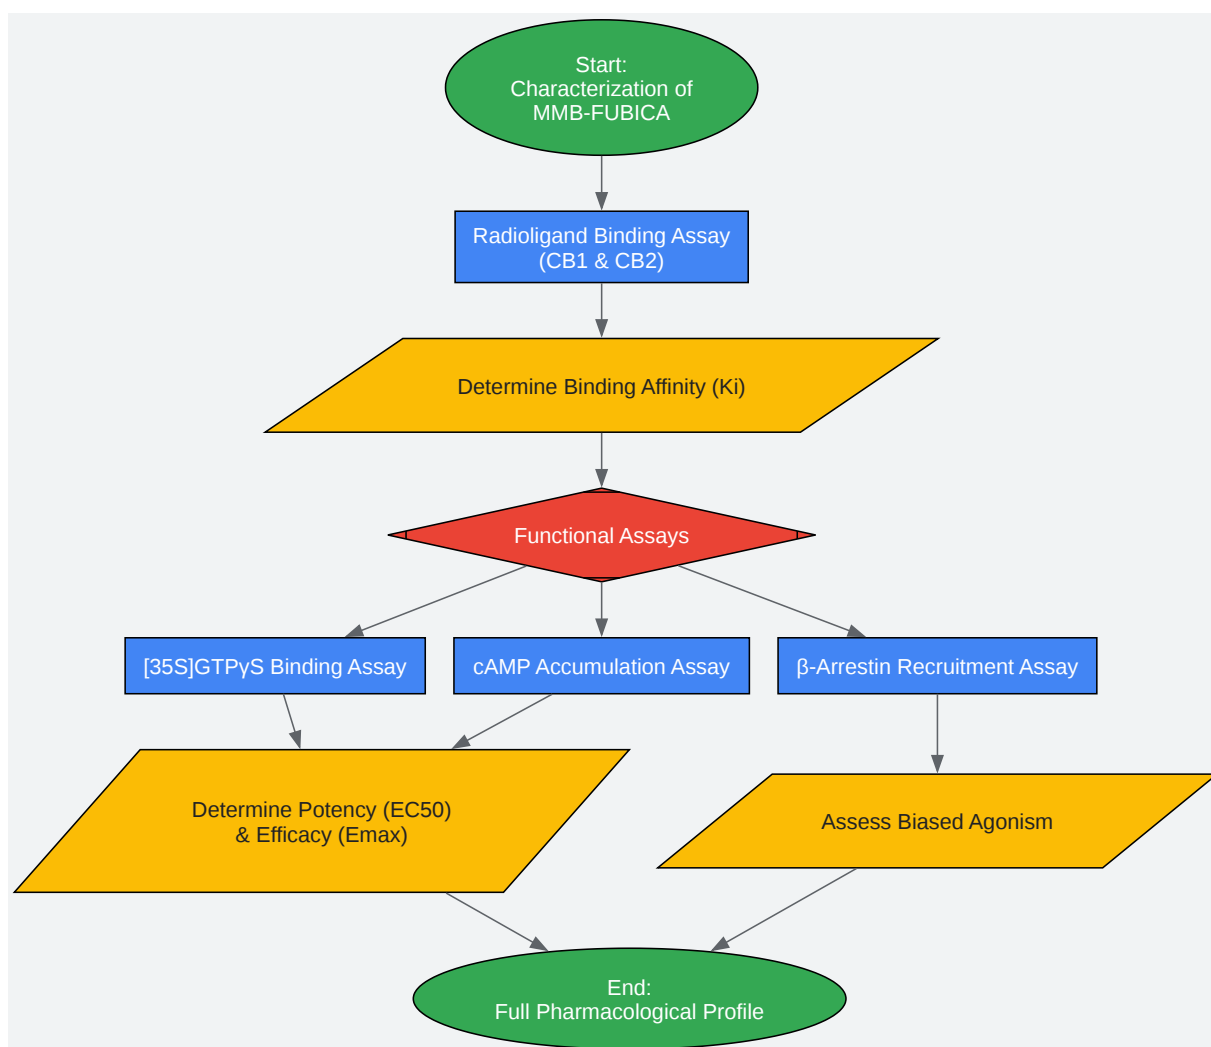 Start:
Characterization of
MMB-FUBICA
Radioligand Binding Assay
(CB1 & CB2)
Determine Binding Affinity (Ki)
Functional Assays
[35S]GTPγS Binding Assay
cAMP Accumulation Assay
β-Arrestin Recruitment Assay
Determine Potency (EC50)
& Efficacy (Emax)
Assess Biased Agonism
End:
Full Pharmacological Profile